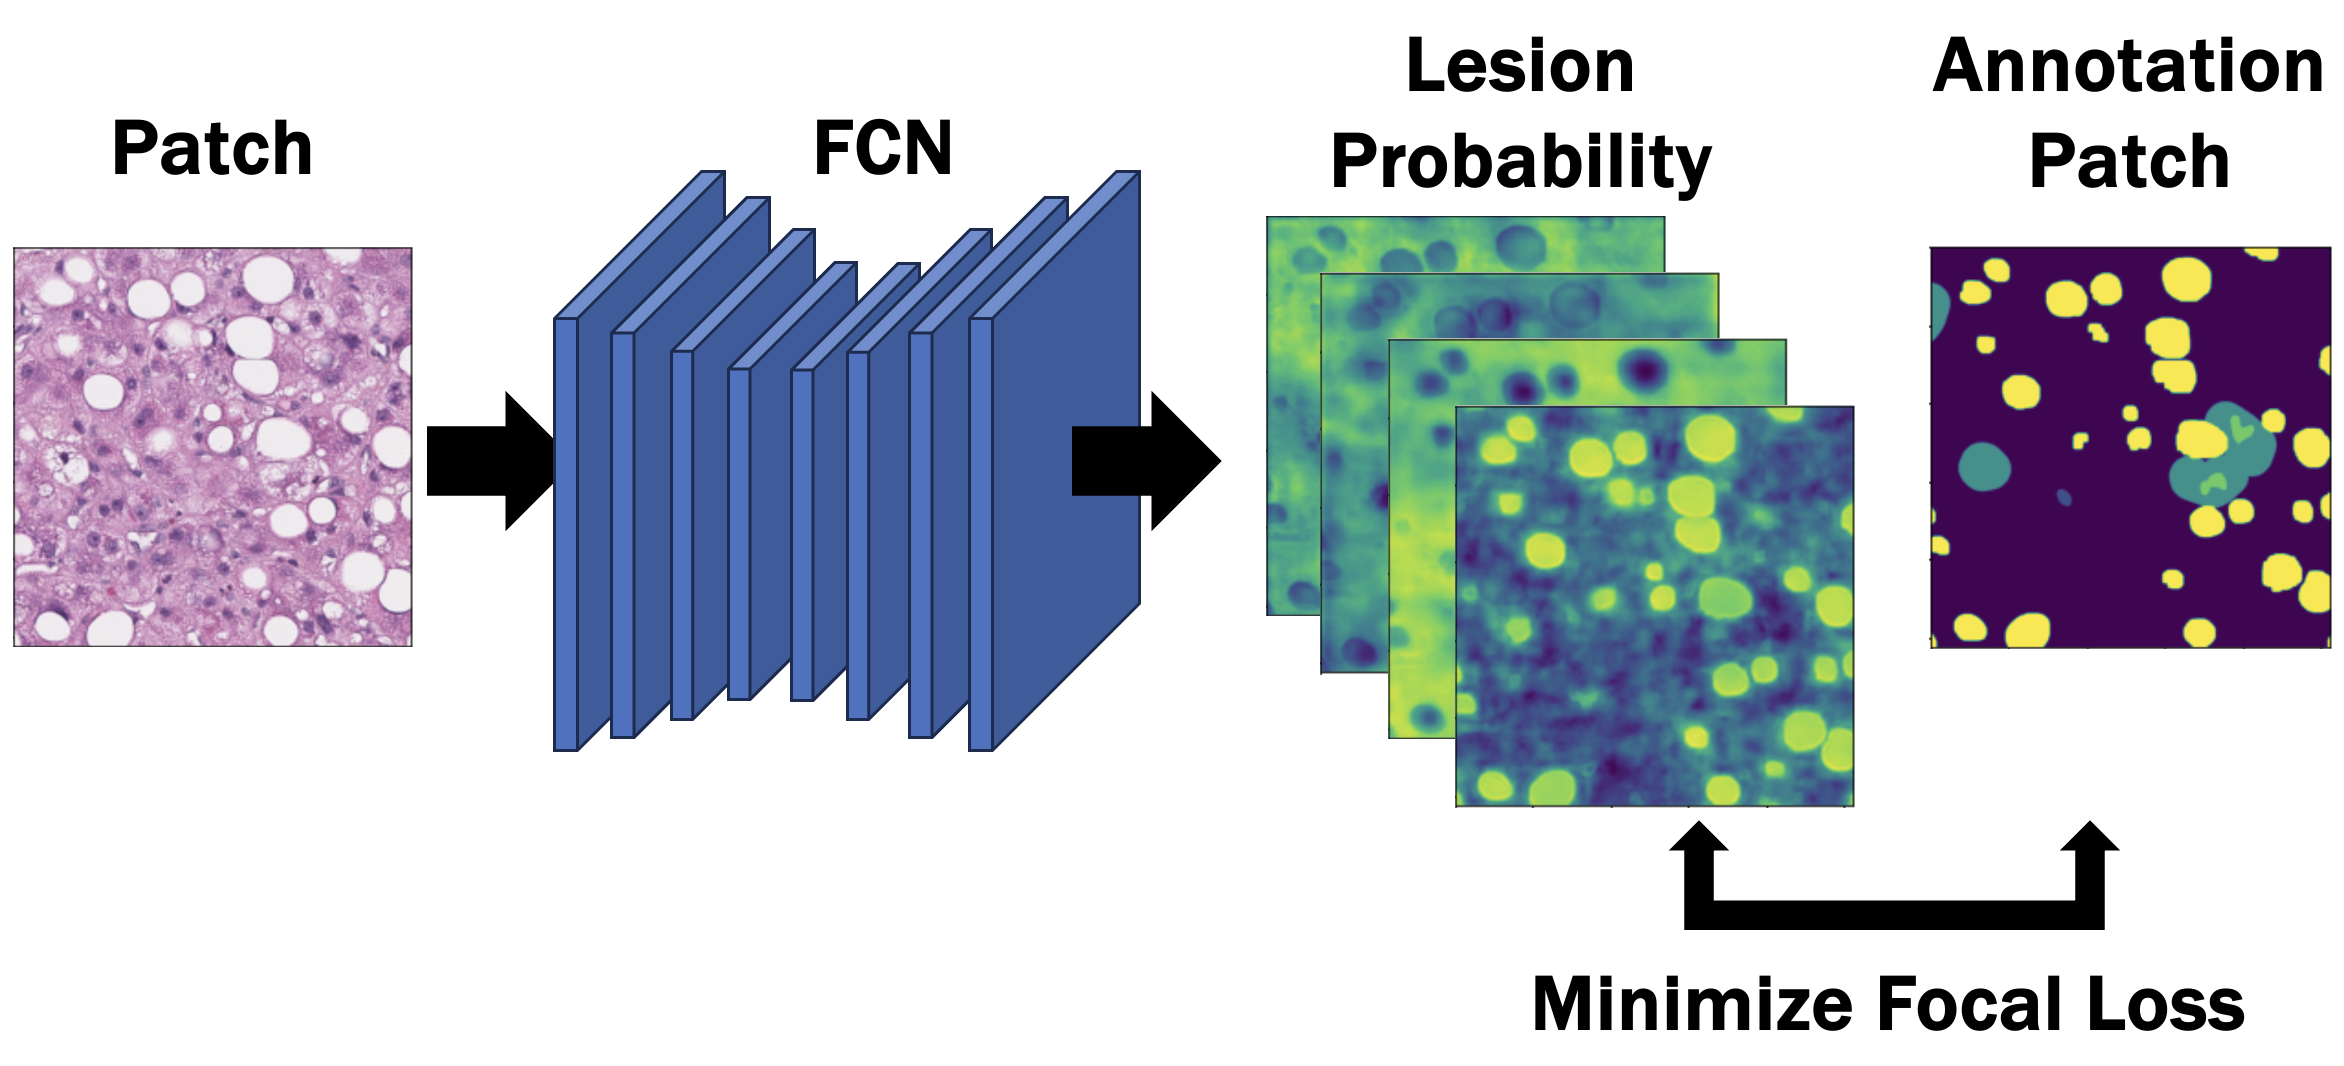 Patch
FCN
Lesion
Probability
Annotation
Patch
Minimize Focal Loss